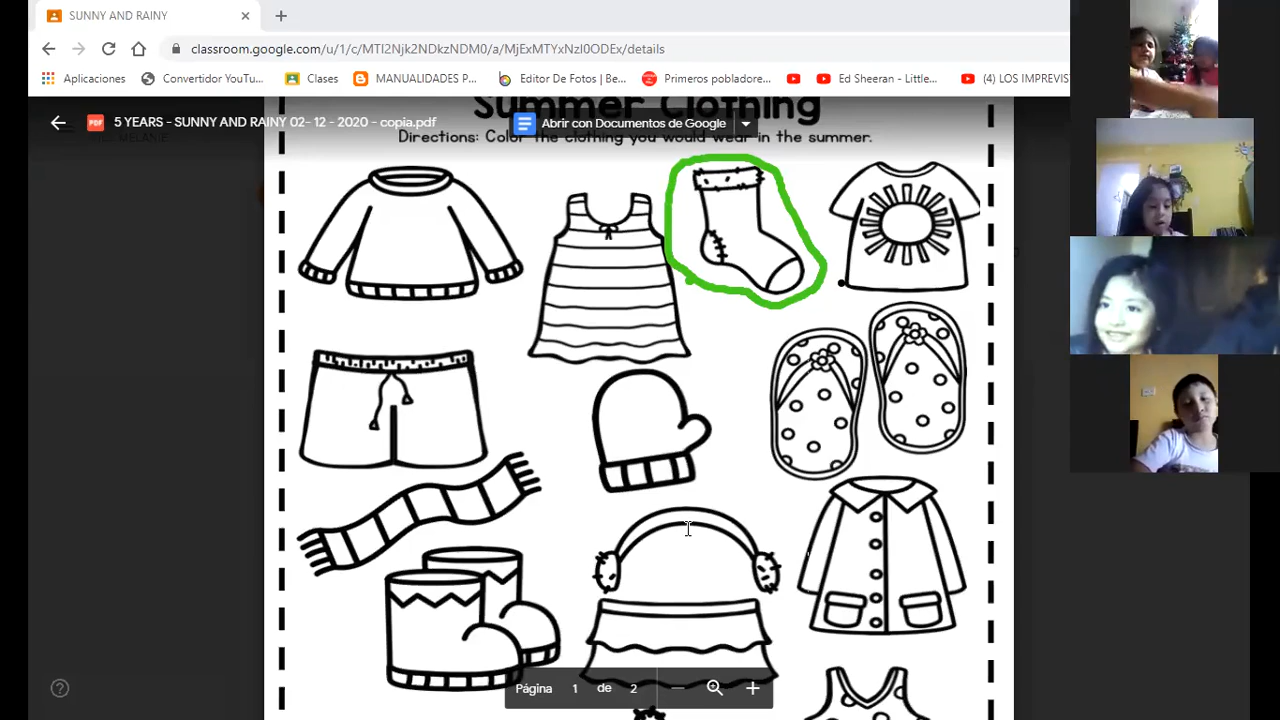 SUNNY AND RAINY
classroom.google.com/u/1/c/MTI2Njk2NDkzNDM0/a/MjExMTYxNzI0ODEx/details
Aplicaciones
Convertidor YouTu...
Clases
MANUALIDADES P...
Editor De Fotos | Be...
Primeros pobladore...
Ed Sheeran - Little...
(4) LOS IMPREVIS
Summer Clothing
PDF
5 YEARS - SUNNY AND RAINY 02- 12 - 2020 - copia.pdf
Abrir con Documentos de Google
Directions: Color the clothing you would wear in the summer.
Página 1 de 2